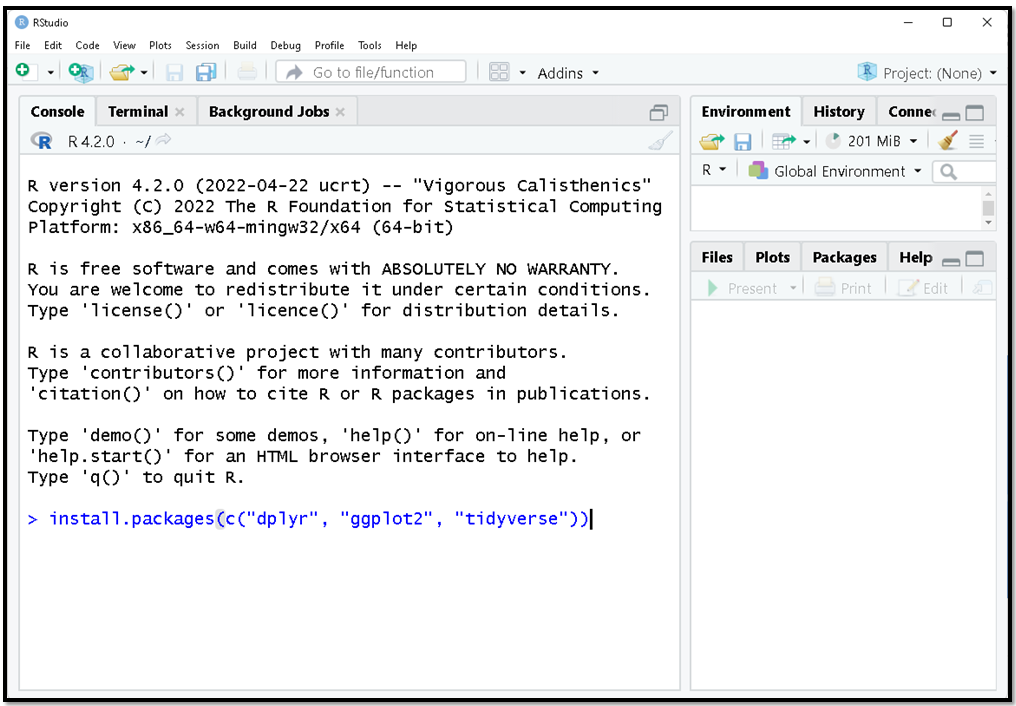 RStudio
File Edit Code View Plots Session Build Debug Profile Tools Help
Go to file/function Addins Project: (None)
Console Terminal Background Jobs
R 4.2.0 · ~/
R version 4.2.0 (2022-04-22 ucrt) -- "Vigorous Calisthenics"
Copyright (C) 2022 The R Foundation for Statistical Computing
Platform: x86_64-w64-mingw32/x64 (64-bit)
R is free software and comes with ABSOLUTELY NO WARRANTY.
You are welcome to redistribute it under certain conditions.
Type 'license()' or 'licence()' for distribution details.
R is a collaborative project with many contributors.
Type 'contributors()' for more information and
'citation()' on how to cite R or R packages in publications.
Type 'demo()' for some demos, 'help()' for on-line help, or
'help.start()' for an HTML browser interface to help.
Type 'q()' to quit R.
> install.packages(c("dplyr", "ggplot2", "tidyverse"))
Environment History Connec
201 MiB
R Global Environment
Files Plots Packages Help
Present Print Edit